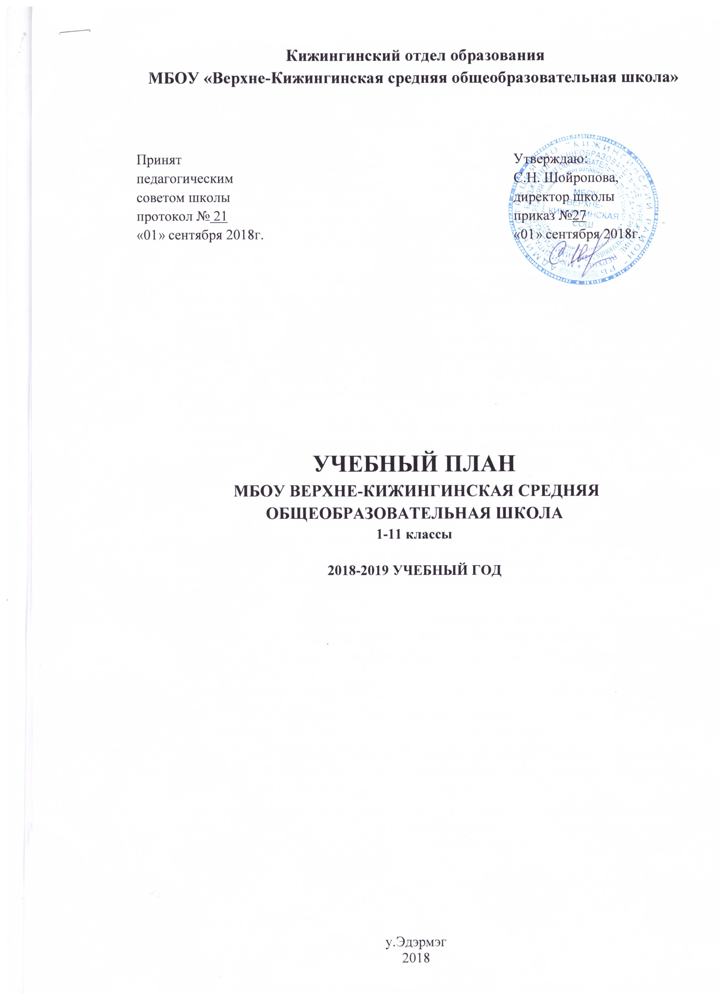 Кижингинский отдел образования
МБОУ «Верхне-Кижингинская средняя общеобразовательная школа»
Принят
педагогическим
советом школы
протокол № 21
«01» сентября 2018г.
Утверждаю:
С.Н. Шойропова,
директор школы
приказ №27
«01» сентября 2018г.
МБОУ
ВЕРХНЕ-
КИЖИНГИНСКАЯ
СОШ
УЧЕБНЫЙ ПЛАН
МБОУ ВЕРХНЕ-КИЖИНГИНСКАЯ СРЕДНЯЯ
ОБЩЕОБРАЗОВАТЕЛЬНАЯ ШКОЛА
1-11 классы
2018-2019 УЧЕБНЫЙ ГОД
у.Эдэрмэг
2018